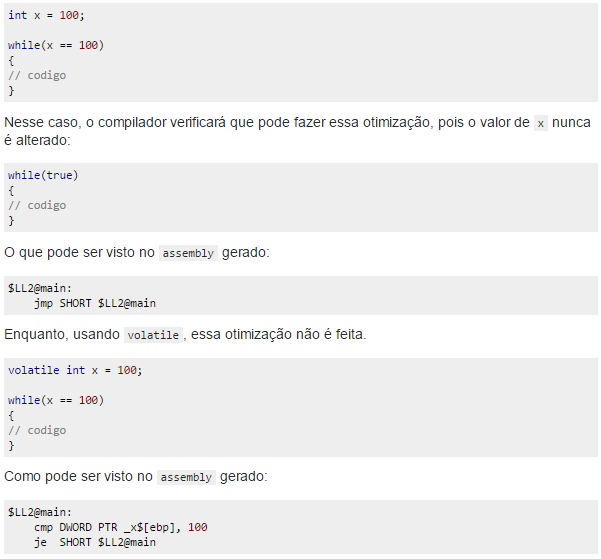 int x = 100;
while(x == 100)
{
// codigo
}
Nesse caso, o compilador verificará que pode fazer essa otimização, pois o valor de x nunca
é alterado:
while(true)
{
// codigo
}
O que pode ser visto no assembly gerado:
$LL2@main:
    jmp SHORT $LL2@main
Enquanto, usando volatile, essa otimização não é feita.
volatile int x = 100;
while(x == 100)
{
// codigo
}
Como pode ser visto no assembly gerado:
$LL2@main:
    cmp DWORD PTR _x$[ebp], 100
    je  SHORT $LL2@main